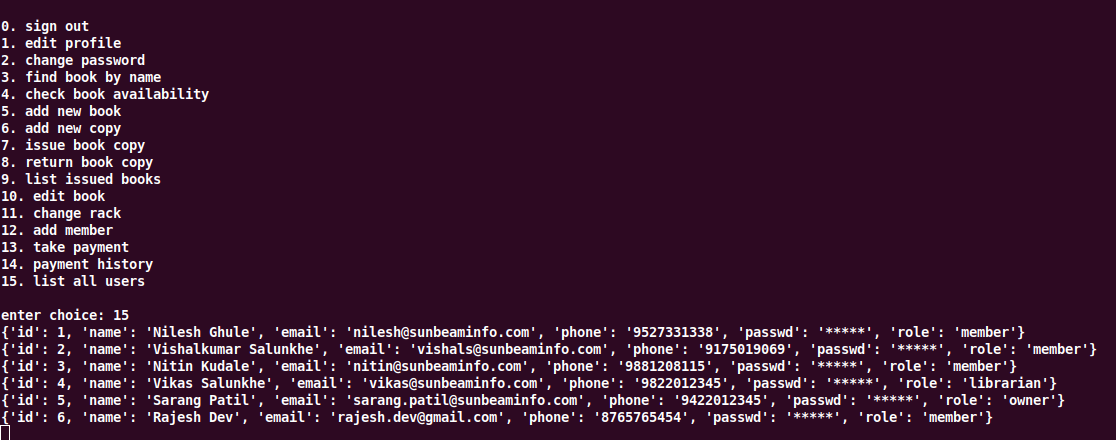 0. sign out
1. edit profile
2. change password
3. find book by name
4. check book availability
5. add new book
6. add new copy
7. issue book copy
8. return book copy
9. list issued books
10. edit book
11. change rack
12. add member
13. take payment
14. payment history
15. list all users
enter choice: 15
{'id': 1, 'name': 'Nilesh Ghule', 'email': 'nilesh@sunbeaminfo.com', 'phone': '9527331338', 'passwd': '*****', 'role': 'member'}
{'id': 2, 'name': 'Vishalkumar Salunkhe', 'email': 'vishals@sunbeaminfo.com', 'phone': '9175019069', 'passwd': '*****', 'role': 'member'}
{'id': 3, 'name': 'Nitin Kudale', 'email': 'nitin@sunbeaminfo.com', 'phone': '9881208115', 'passwd': '*****', 'role': 'member'}
{'id': 4, 'name': 'Vikas Salunkhe', 'email': 'vikas@sunbeaminfo.com', 'phone': '9822012345', 'passwd': '*****', 'role': 'librarian'}
{'id': 5, 'name': 'Sarang Patil', 'email': 'sarang.patil@sunbeaminfo.com', 'phone': '9422012345', 'passwd': '*****', 'role': 'owner'}
{'id': 6, 'name': 'Rajesh Dev', 'email': 'rajesh.dev@gmail.com', 'phone': '8765765454', 'passwd': '*****', 'role': 'member'}